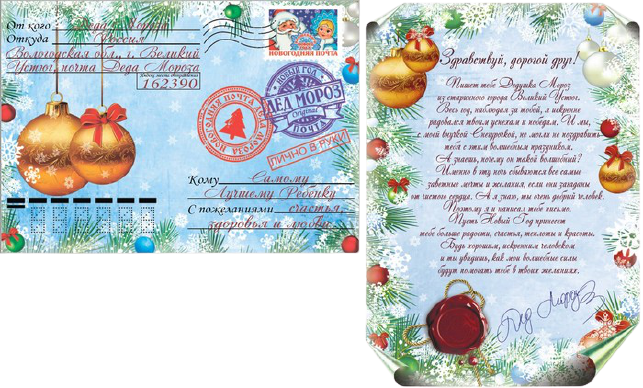 От кого Деда Мороза
Откуда Россия
Вологодская обл., г. Великий
Устюг, почта Деда Мороза
162390
НОВОГОДНЯЯ ПОЧТА
НОВЫЙ ГОД
ДЕД МОРОЗ
Original
ПОЧТА
НОВОГОДНЯЯ ПОЧТА ДЕДА МОРОЗА
ЛИЧНО В РУКИ
Кому Самому
Лучшему Ребенку
С пожеланиями счастья,
здоровья и любви.
Здравствуй, дорогой друг!
Пишет тебе Дедушка Мороз
из старинного города Великий Устюг.
Весь год, наблюдая за тобой, я искренне
радовался твоим успехам и победам. И мы,
с моей внучкой Снегурочкой, не могли не поздравить
тебя с этим волшебным праздником.
А знаешь, почему он такой волшебный?
Именно в эту ночь сбываются все самые
заветные мечты и желания, если они загаданы
от чистого сердца. А я знаю, ты очень добрый человек.
Поэтому я и написал тебе письмо.
Пусть Новый Год принесет
тебе больше радости, счастья, теплоты и красоты.
Будь хорошим, искренним человеком
и ты увидишь, как мои волшебные силы
будут помогать тебе в твоих желаниях.
Дед Мороз